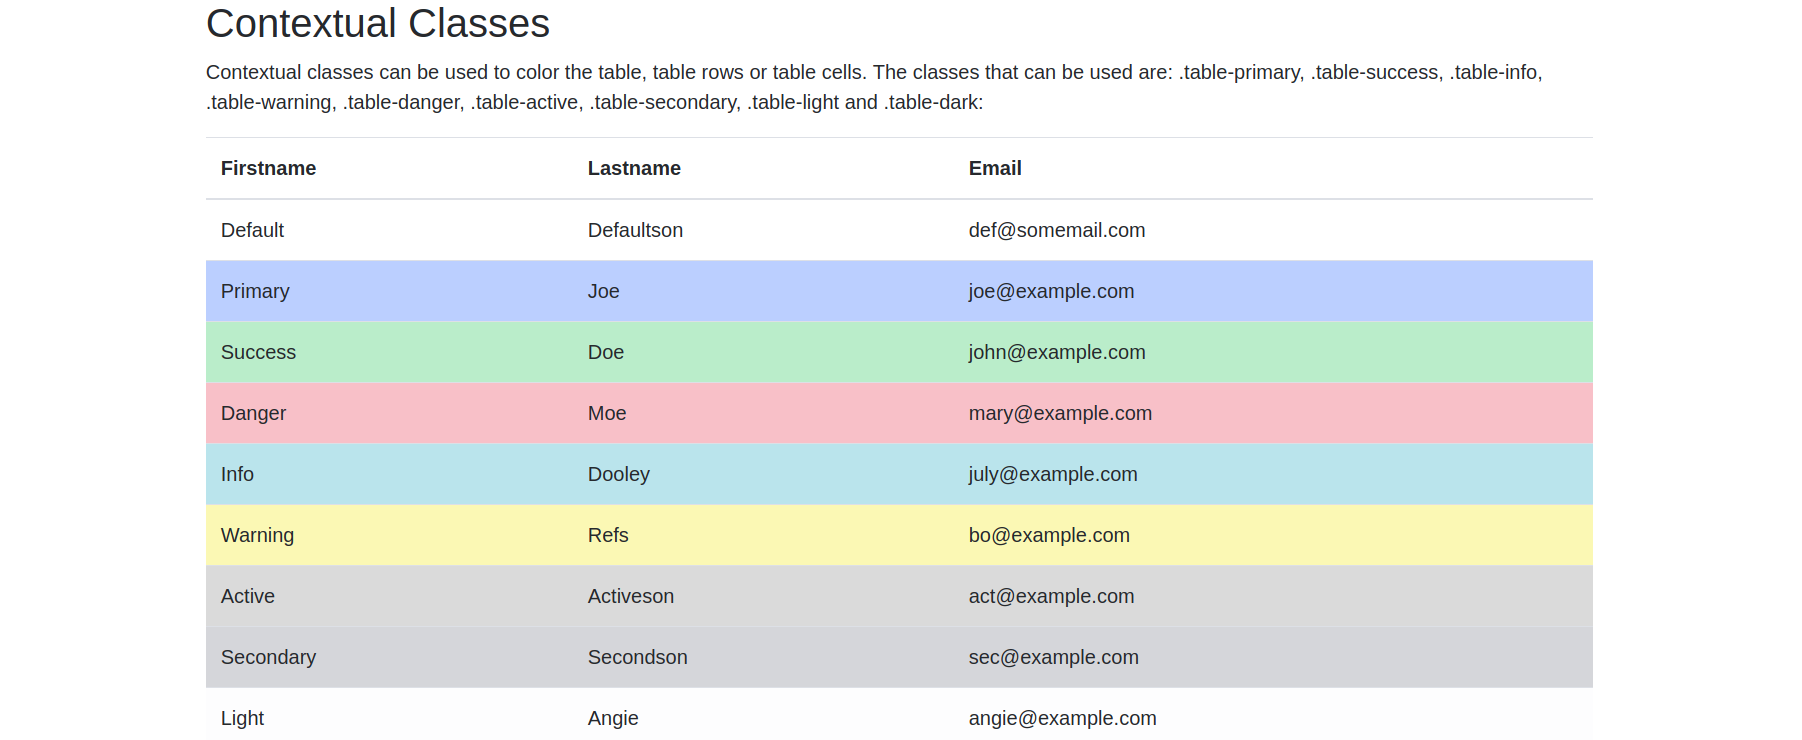 Contextual Classes
Contextual classes can be used to color the table, table rows or table cells. The classes that can be used are: .table-primary, .table-success, .table-info,
.table-warning, .table-danger, .table-active, .table-secondary, .table-light and .table-dark:
Firstname Lastname Email
Default Defaultson def@somemail.com
Primary Joe joe@example.com
Success Doe john@example.com
Danger Moe mary@example.com
Info Dooley july@example.com
Warning Refs bo@example.com
Active Activeson act@example.com
Secondary Secondson sec@example.com
Light Angie angie@example.com